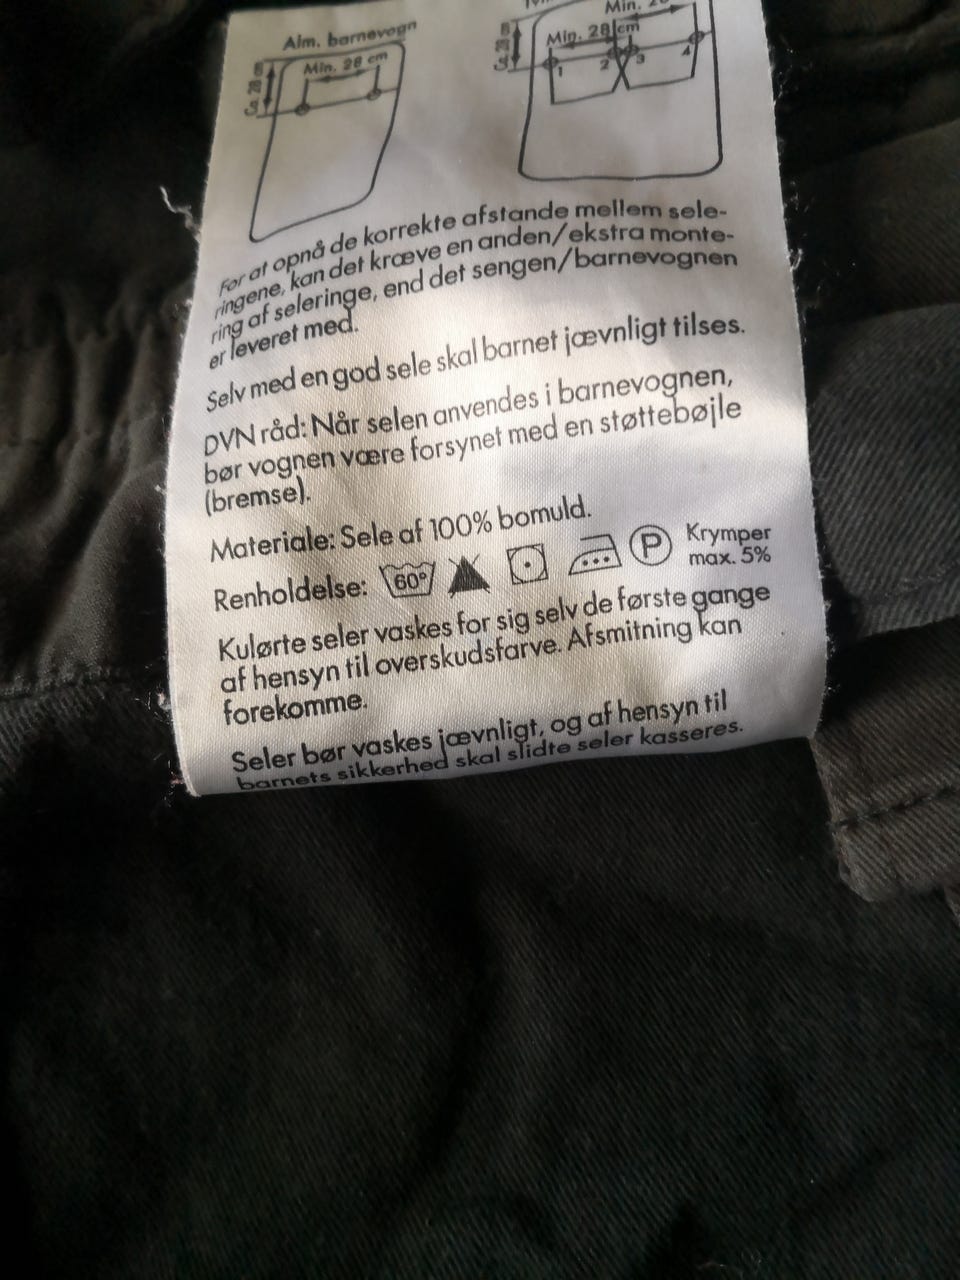 Alm. barnevogn
Min. 28 cm
Min.
Min. 28 cm
1 2 3 4
For at opnå de korrekte afstande mellem sele-
ringene, kan det kræve en anden/ekstra monte-
ring af seleringe, end det sengen/barnevognen
er leveret med.
Selv med en god sele skal barnet jævnligt tilses.
DVN råd: Når selen anvendes i barnevognen,
bør vognen være forsynet med en støttebøjle
(bremse).
Materiale: Sele af 100% bomuld.
Renholdelse: 60° P Krymper
max. 5%
Kulørte seler vaskes for sig selv de første gange
af hensyn til overskudsfarve. Afsmitning kan
forekomme.
Seler bør vaskes jævnligt, og af hensyn til
barnets sikkerhed skal slidte seler kasseres.